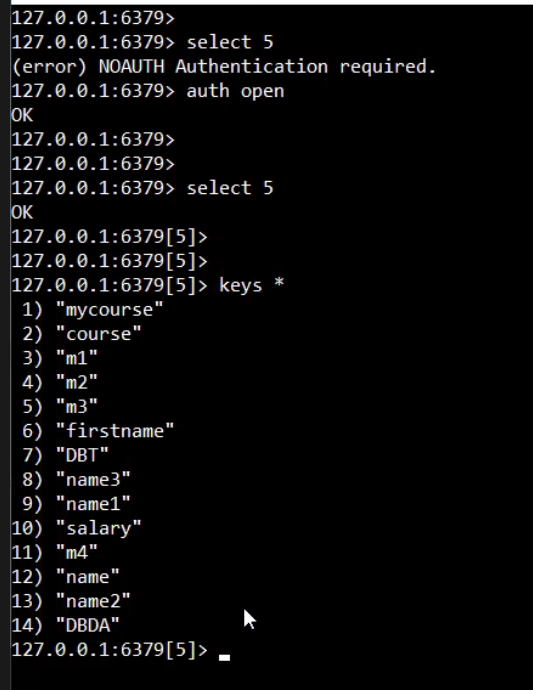 127.0.0.1:6379>
127.0.0.1:6379> select 5
(error) NOAUTH Authentication required.
127.0.0.1:6379> auth open
OK
127.0.0.1:6379>
127.0.0.1:6379>
127.0.0.1:6379> select 5
OK
127.0.0.1:6379[5]>
127.0.0.1:6379[5]>
127.0.0.1:6379[5]> keys *
 1) "mycourse"
 2) "course"
 3) "m1"
 4) "m2"
 5) "m3"
 6) "firstname"
 7) "DBT"
 8) "name3"
 9) "name1"
10) "salary"
11) "m4"
12) "name"
13) "name2"
14) "DBDA"
127.0.0.1:6379[5]>